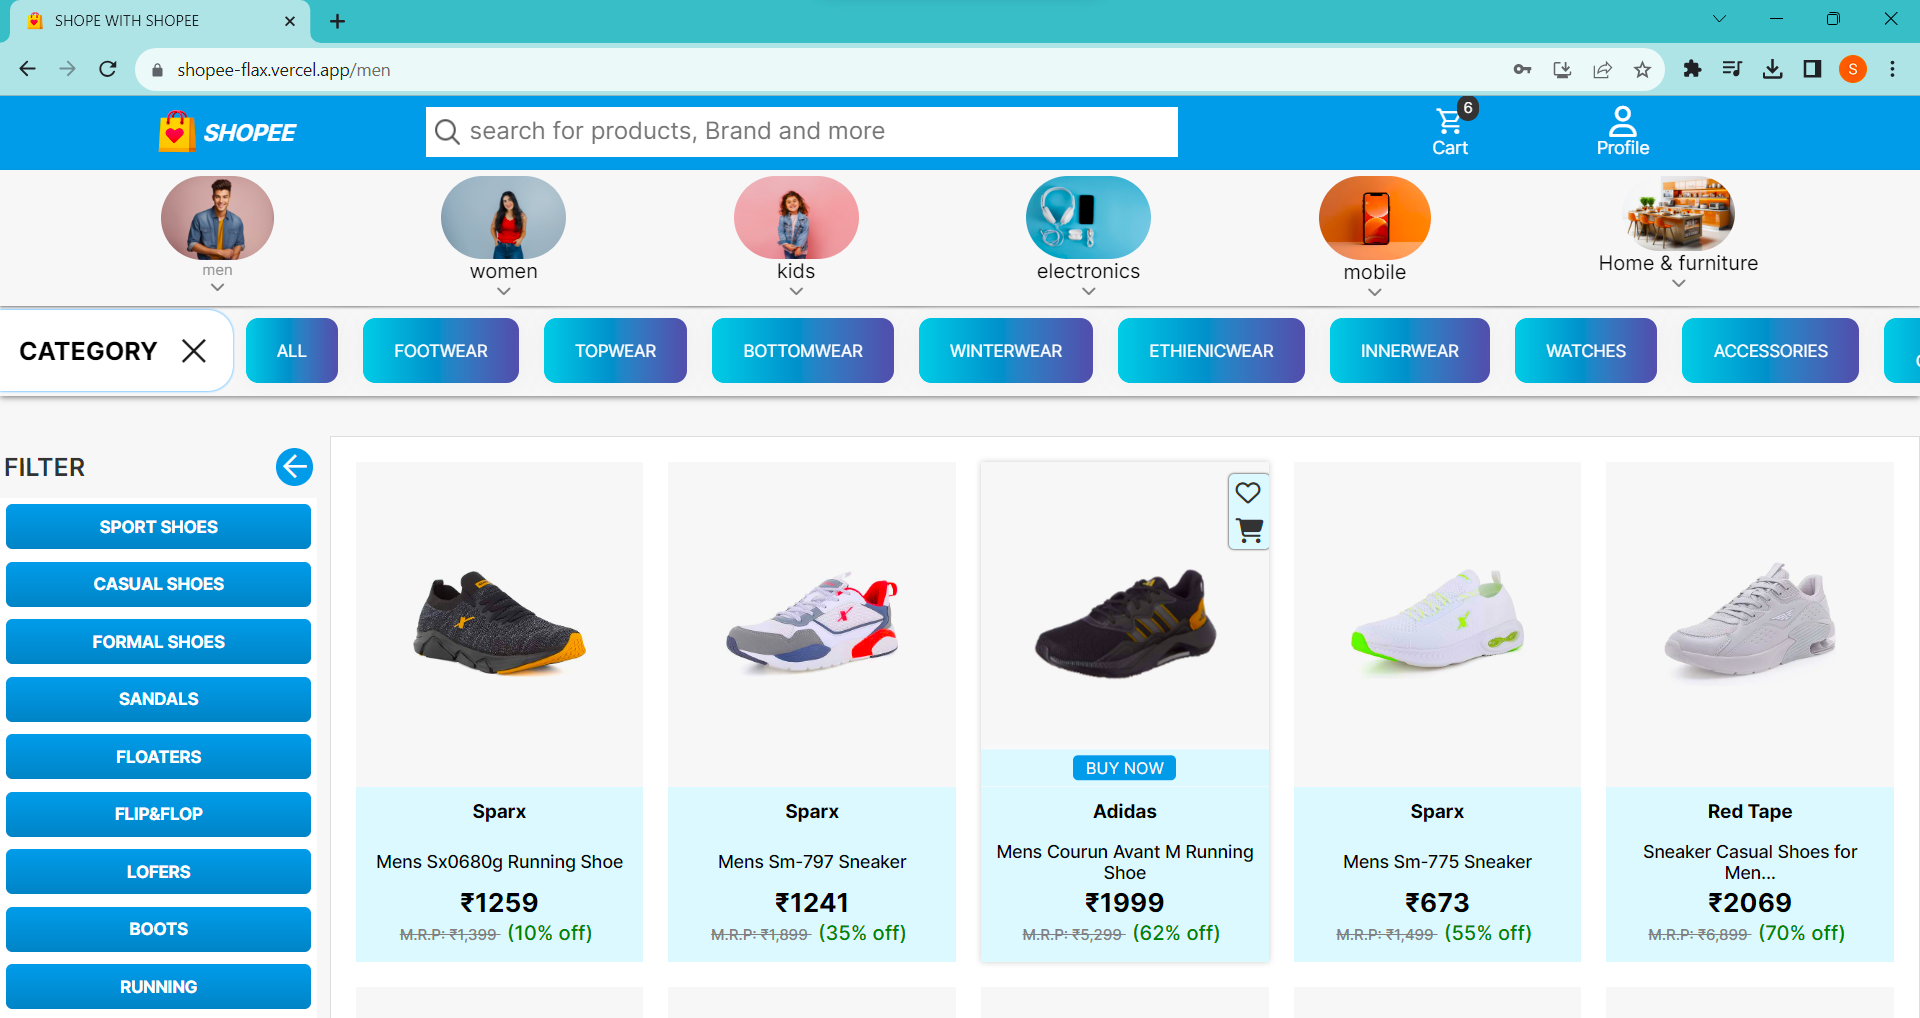 SHOPE WITH SHOPEE
shopee-flax.vercel.app/men
S
SHOPEE
search for products, Brand and more
6
Cart
Profile
men
women
kids
electronics
mobile
Home & furniture
CATEGORY
ALL
FOOTWEAR
TOPWEAR
BOTTOMWEAR
WINTERWEAR
ETHIENICWEAR
INNERWEAR
WATCHES
ACCESSORIES
FILTER
SPORT SHOES
CASUAL SHOES
FORMAL SHOES
SANDALS
FLOATERS
FLIP&FLOP
LOFERS
BOOTS
RUNNING
Sparx
Mens Sx0680g Running Shoe
₹1259
M.R.P: ₹1,399 (10% off)
Sparx
Mens Sm-797 Sneaker
₹1241
M.R.P: ₹1,899 (35% off)
BUY NOW
Adidas
Mens Courun Avant M Running
Shoe
₹1999
M.R.P: ₹5,299 (62% off)
Sparx
Mens Sm-775 Sneaker
₹673
M.R.P: ₹1,499 (55% off)
Red Tape
Sneaker Casual Shoes for
Men...
₹2069
M.R.P: ₹6,899 (70% off)